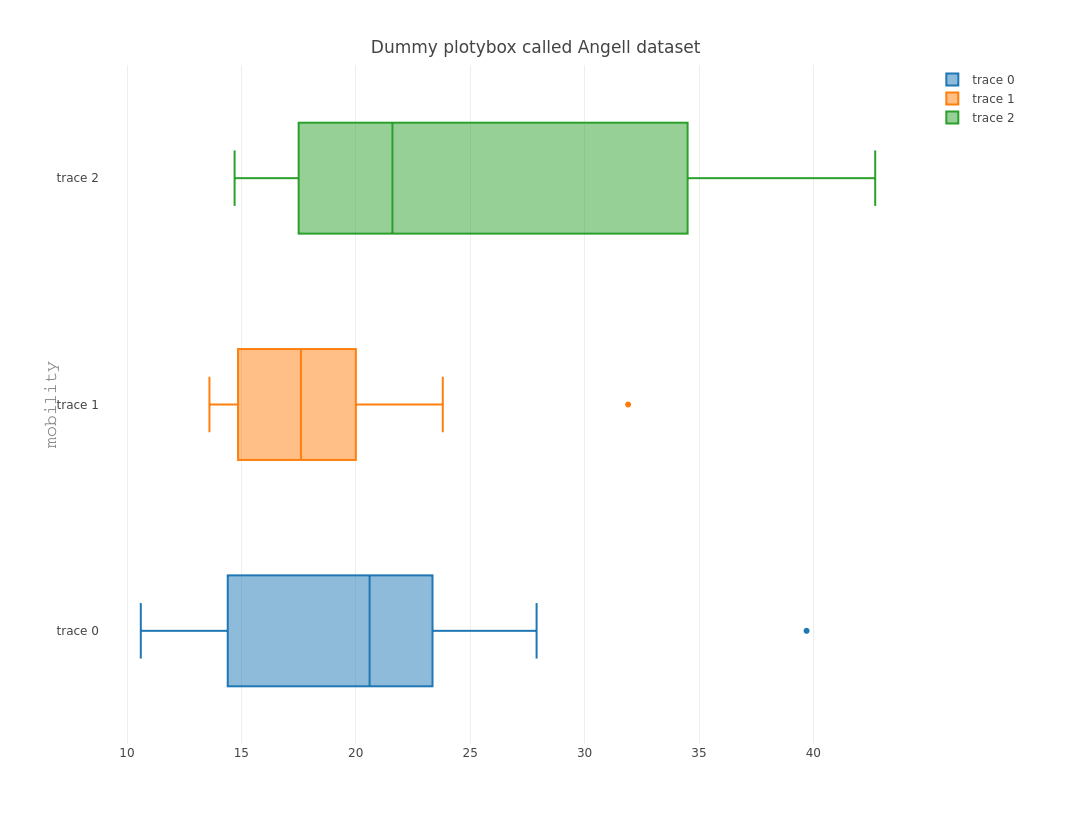 Dummy plotybox called Angell dataset
trace 0
trace 1
trace 2
trace 2
mobility
trace 1
trace 0
10
15
20
25
30
35
40